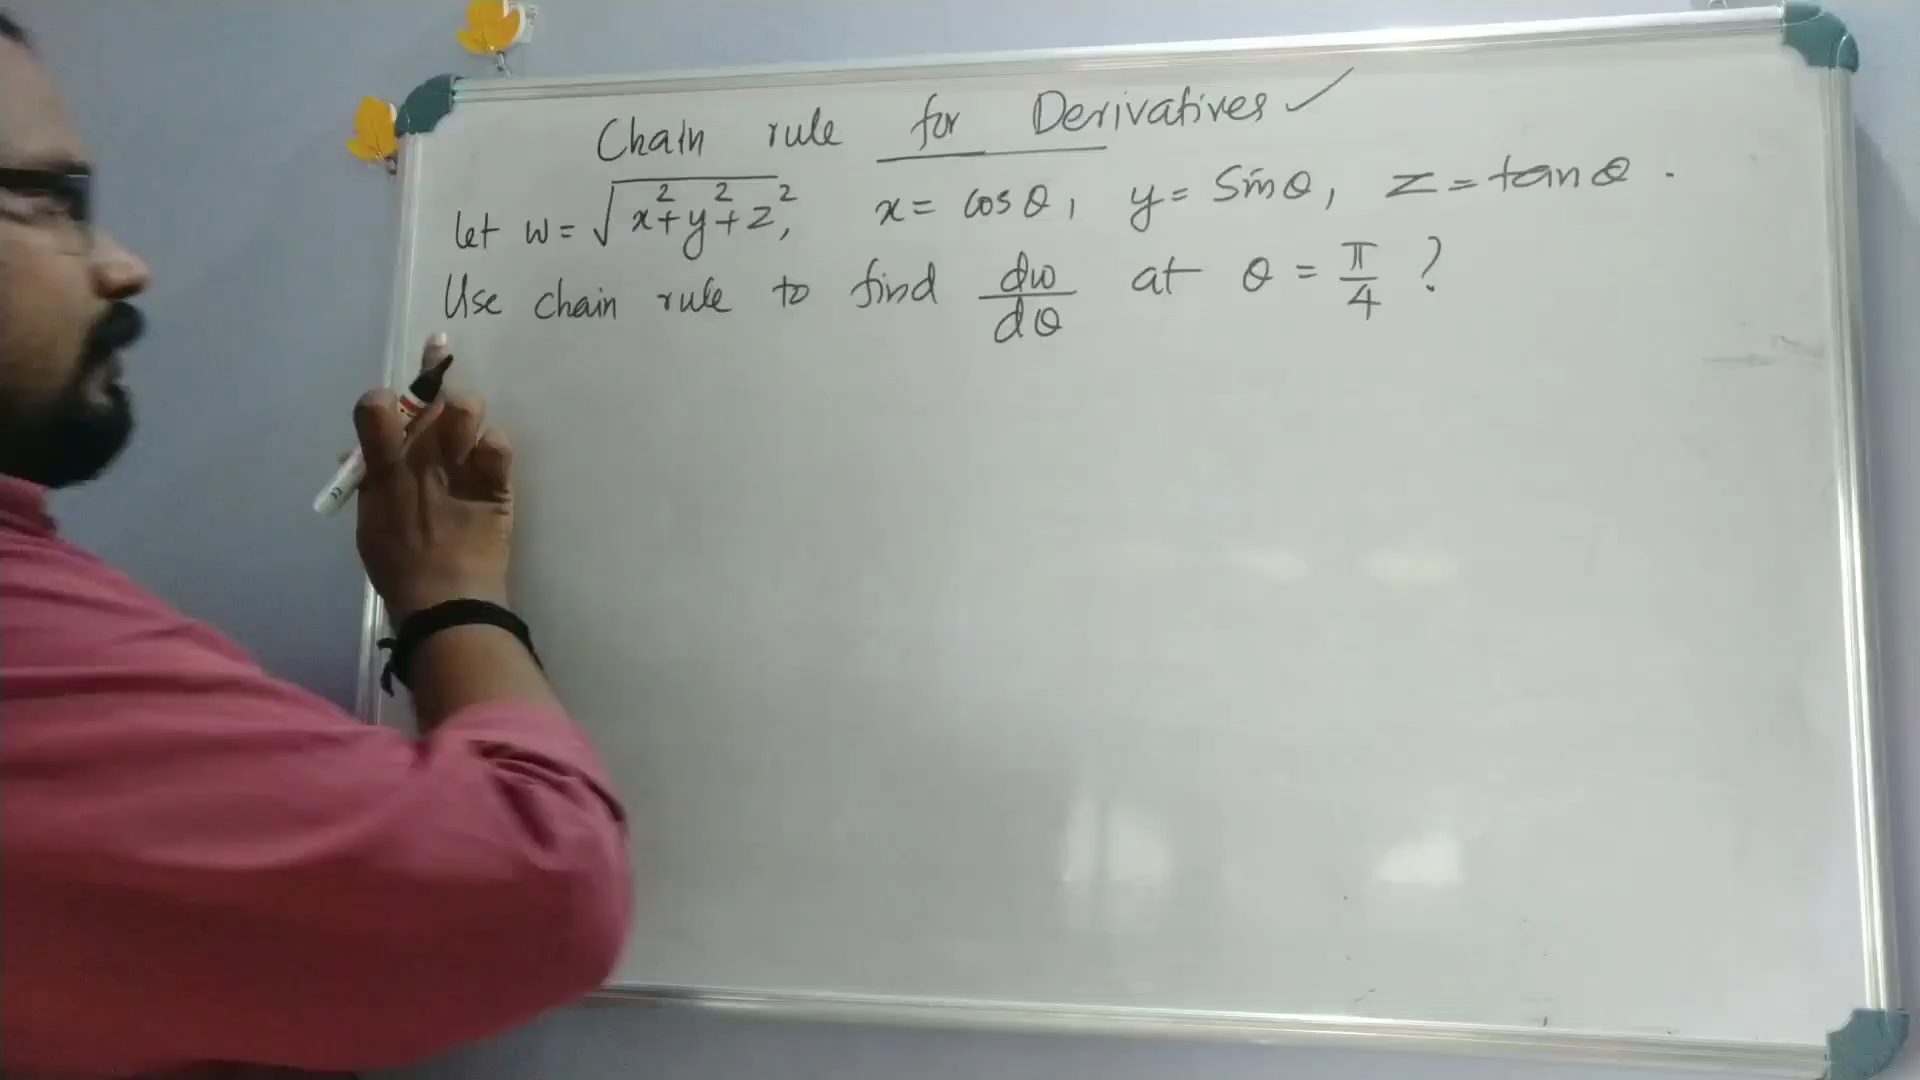 Chain rule for Derivatives ✓
let w = √(x²+y²+z²), x = cos θ, y = sin θ, z = tan θ.
Use chain rule to find dw/dθ at θ = π/4 ?